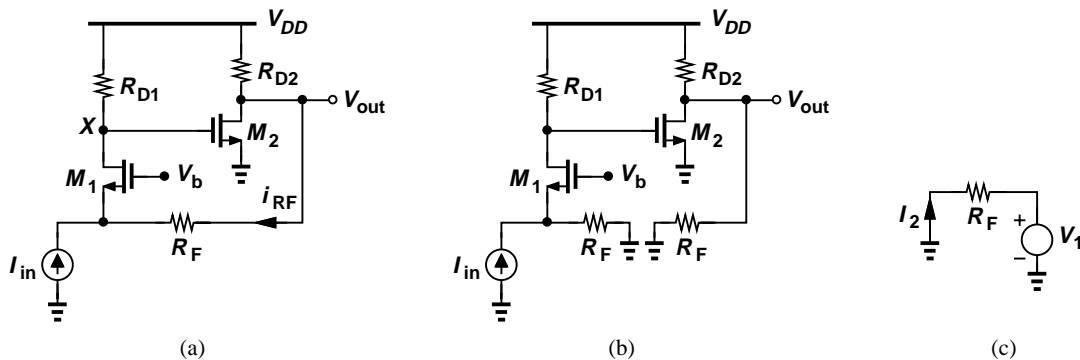 V_DD
R_D1
R_D2
V_out
X
M_2
M_1
V_b
i_RF
R_F
I_in
(a)
V_DD
R_D1
R_D2
V_out
M_2
M_1
V_b
R_F
R_F
I_in
(b)
I_2
R_F
+
−
V_1
(c)